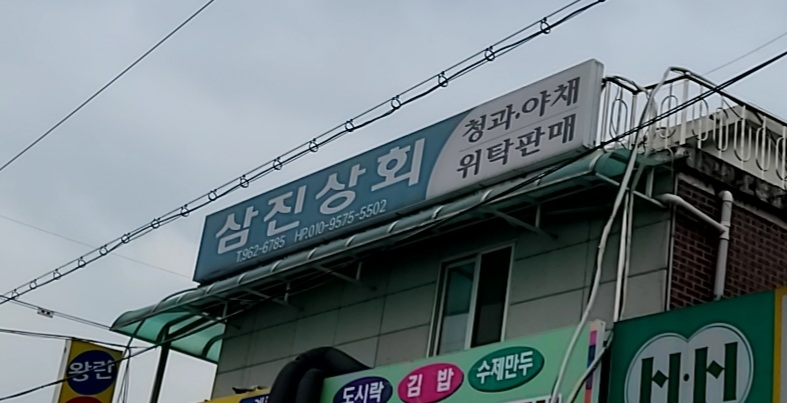 청과·야채
위탁판매
삼진상회
T.962-6785 HP.010-9575-5502
왕란
도시락 김밥 수제만두
H·H